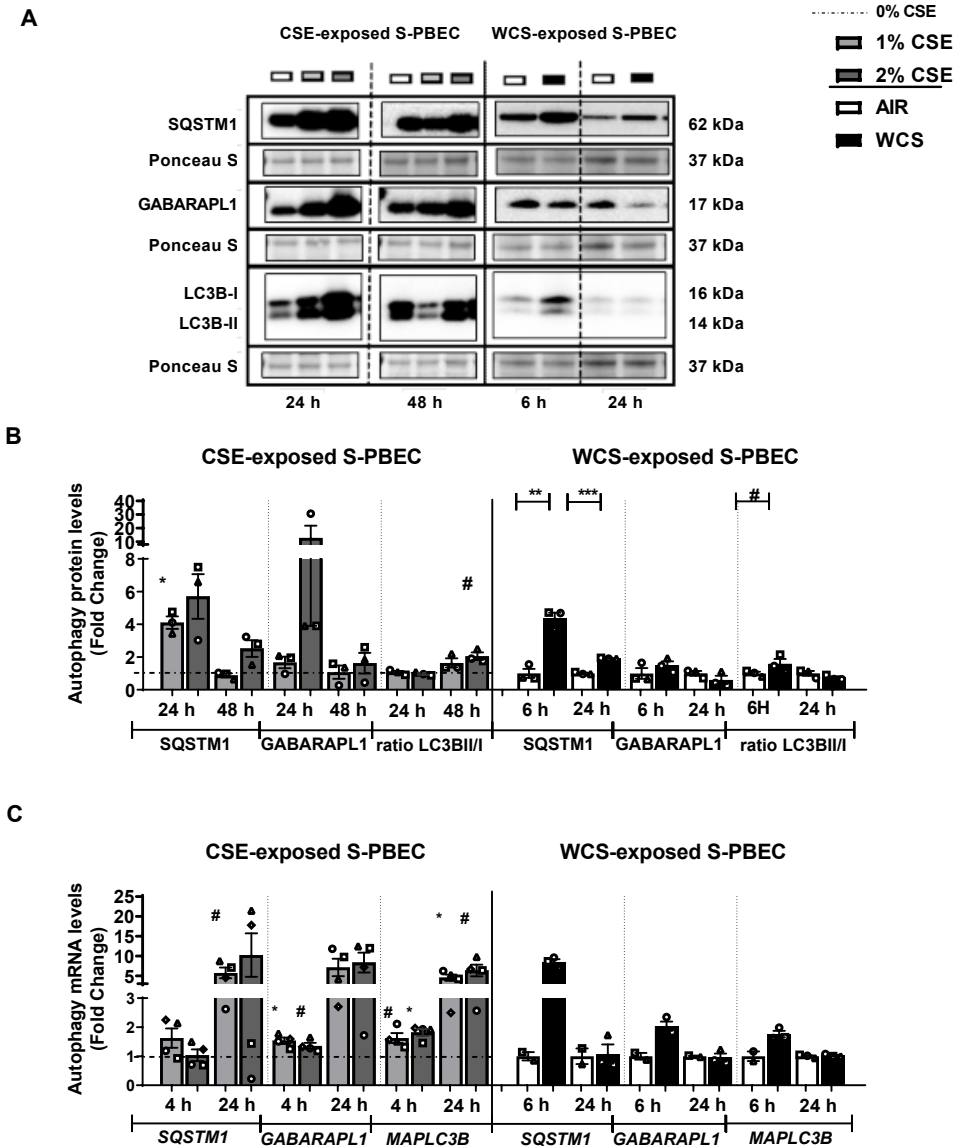 A
CSE-exposed S-PBEC WCS-exposed S-PBEC
0% CSE
1% CSE
2% CSE
AIR
WCS
SQSTM1 62 kDa
Ponceau S 37 kDa
GABARAPL1 17 kDa
Ponceau S 37 kDa
LC3B-I 16 kDa
LC3B-II 14 kDa
Ponceau S 37 kDa
24 h 48 h 6 h 24 h
B
CSE-exposed S-PBEC WCS-exposed S-PBEC
Autophagy protein levels
(Fold Change)
40
30
20
10
8
6
4
2
0
* # ** *** #
24 h 48 h 24 h 48 h 24 h 48 h 6 h 24 h 6 h 24 h 6H 24 h
SQSTM1 GABARAPL1 ratio LC3BII/I SQSTM1 GABARAPL1 ratio LC3BII/I
C
CSE-exposed S-PBEC WCS-exposed S-PBEC
Autophagy mRNA levels
(Fold Change)
25
20
15
10
5
3
2
1
0
# * # # * * #
4 h 24 h 4 h 24 h 4 h 24 h 6 h 24 h 6 h 24 h 6 h 24 h
SQSTM1 GABARAPL1 MAPLC3B SQSTM1 GABARAPL1 MAPLC3B